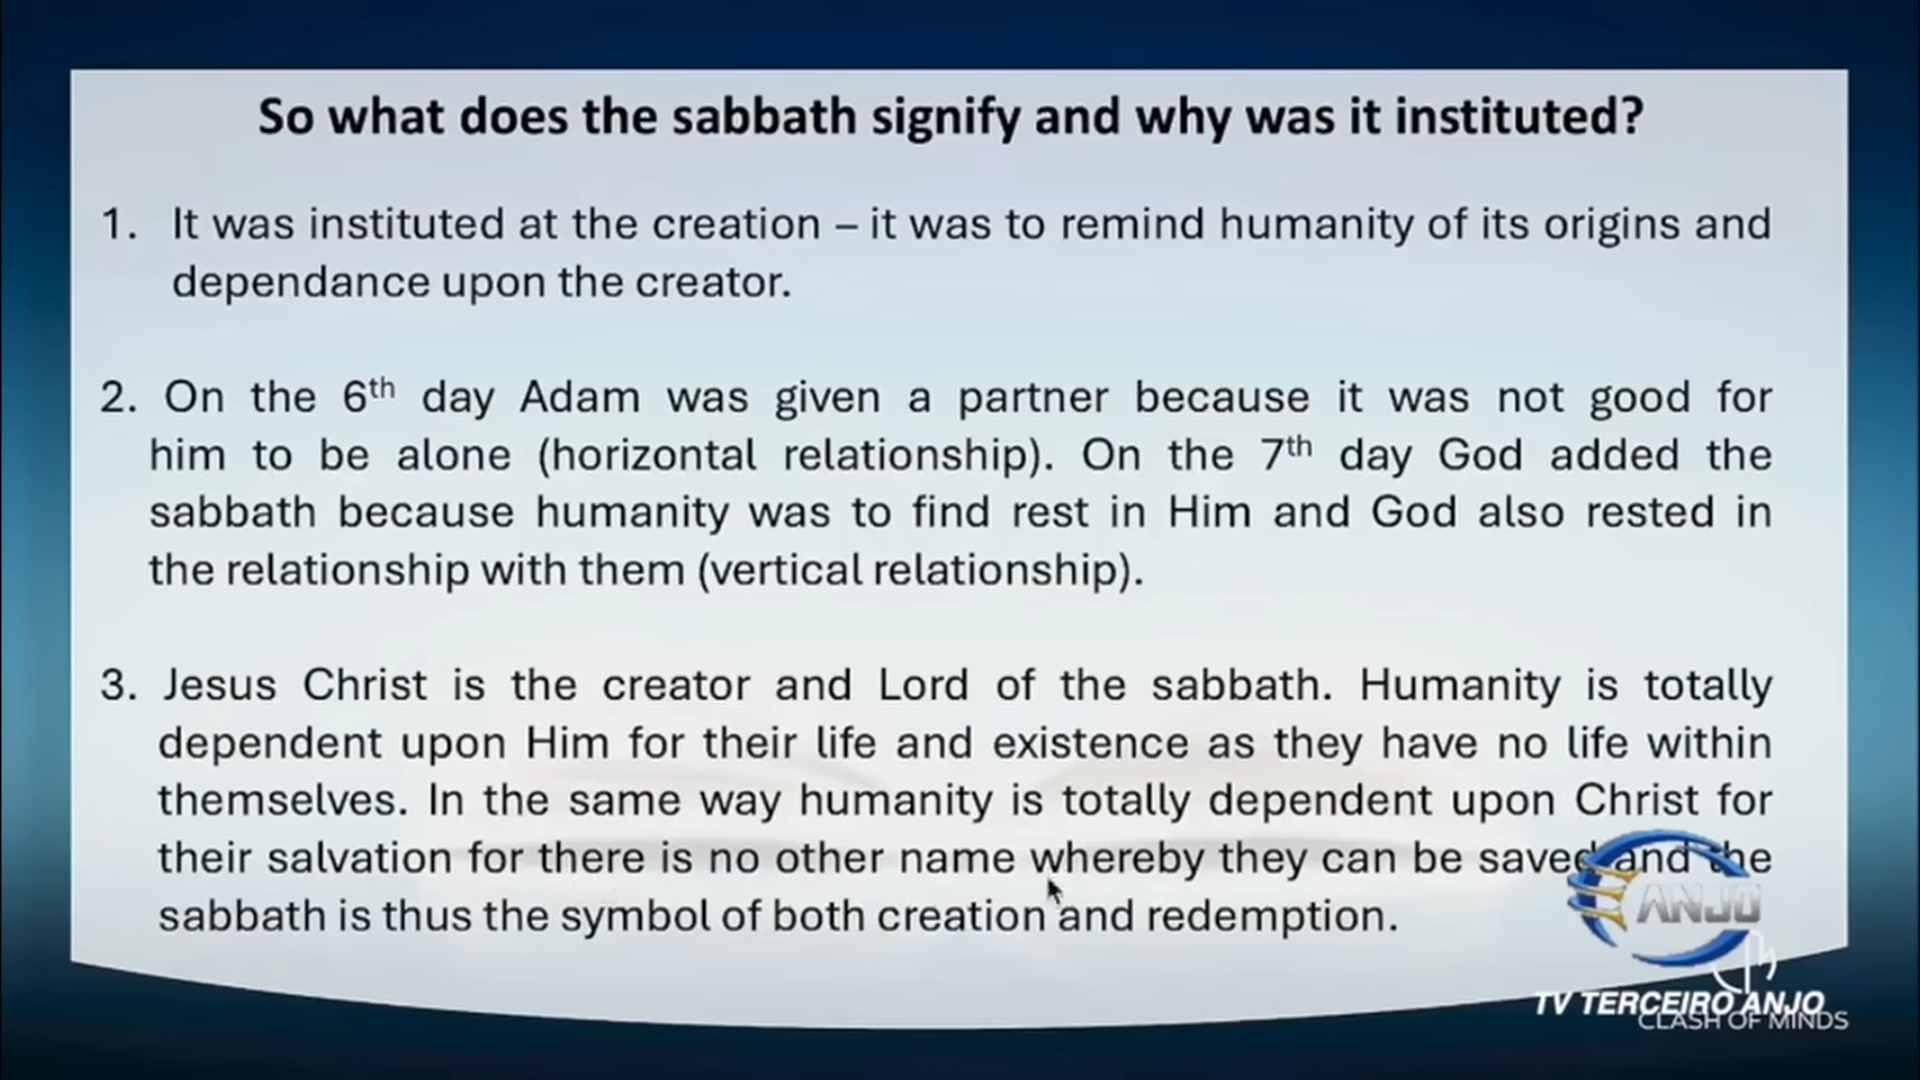 So what does the sabbath signify and why was it instituted?
1. It was instituted at the creation – it was to remind humanity of its origins and
dependance upon the creator.
2. On the 6th day Adam was given a partner because it was not good for
him to be alone (horizontal relationship). On the 7th day God added the
sabbath because humanity was to find rest in Him and God also rested in
the relationship with them (vertical relationship).
3. Jesus Christ is the creator and Lord of the sabbath. Humanity is totally
dependent upon Him for their life and existence as they have no life within
themselves. In the same way humanity is totally dependent upon Christ for
their salvation for there is no other name whereby they can be saved and the
sabbath is thus the symbol of both creation and redemption.
ANJO
TV TERCEIRO ANJO
CLASH OF MINDS